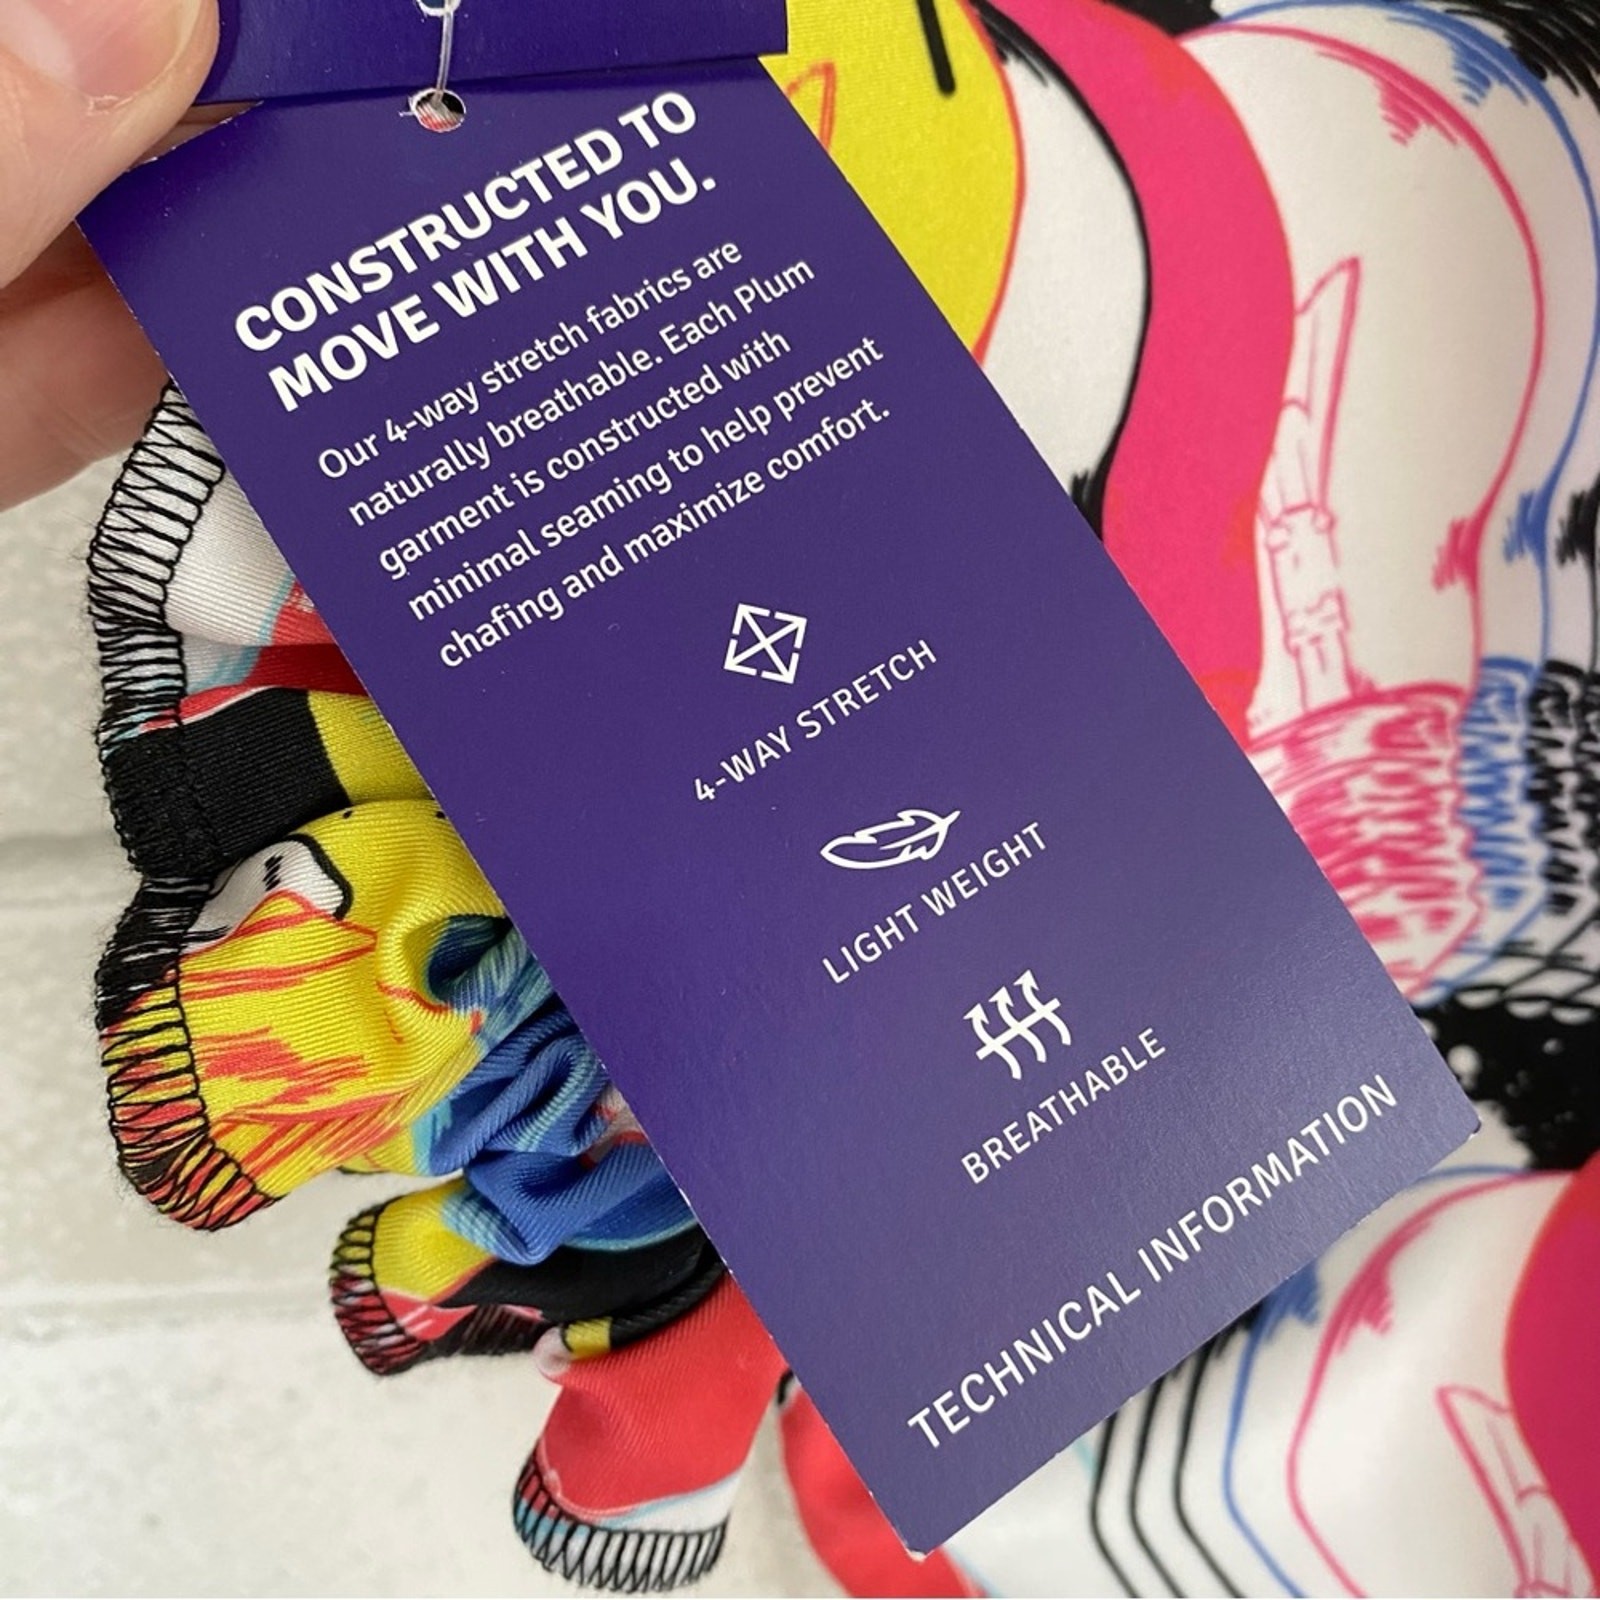 CONSTRUCTED TO
MOVE WITH YOU.
Our 4-way stretch fabrics are
naturally breathable. Each Plum
garment is constructed with
minimal seaming to help prevent
chafing and maximize comfort.
4-WAY STRETCH
LIGHT WEIGHT
BREATHABLE
TECHNICAL INFORMATION